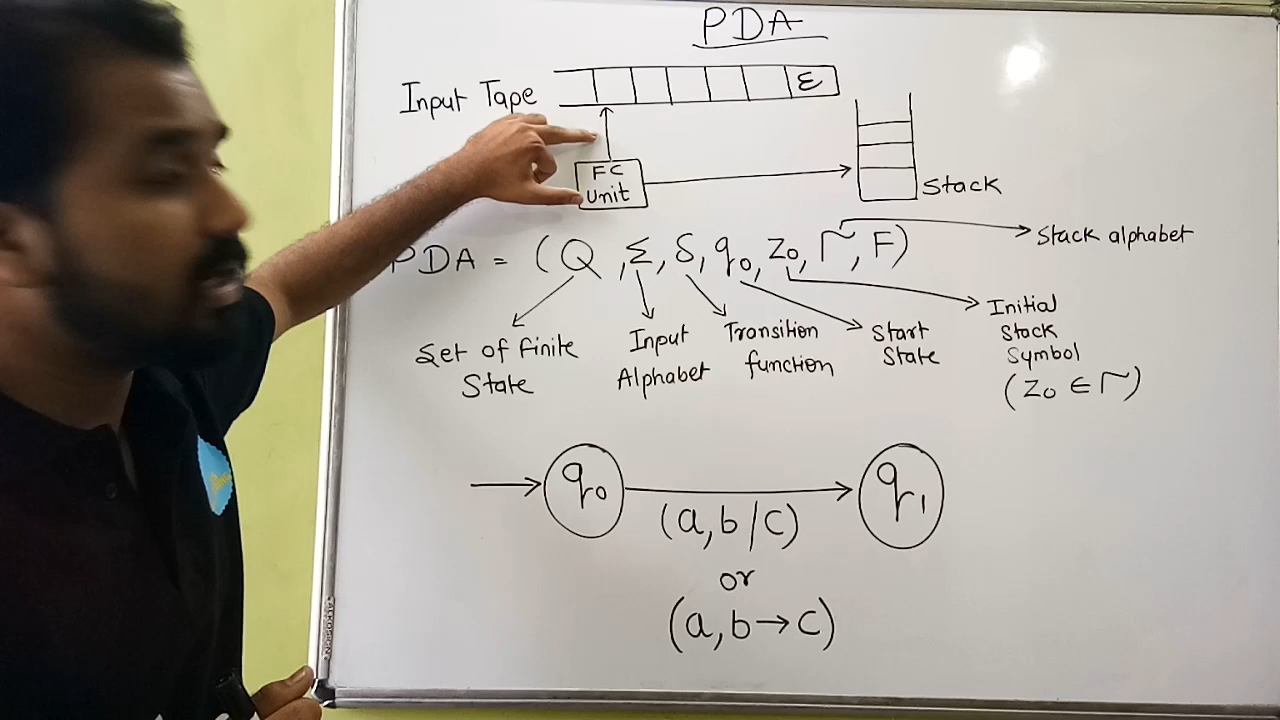 PDA
Input Tape ε
FC
Unit
Stack
PDA = (Q, Σ, δ, q₀, z₀, Γ, F)
Stack alphabet
Set of finite
State
Input
Alphabet
Transition
function
Start
State
Initial
Stack
Symbol
(z₀ ∈ Γ)
q₀
q₁
(a, b / c)
or
(a, b → c)